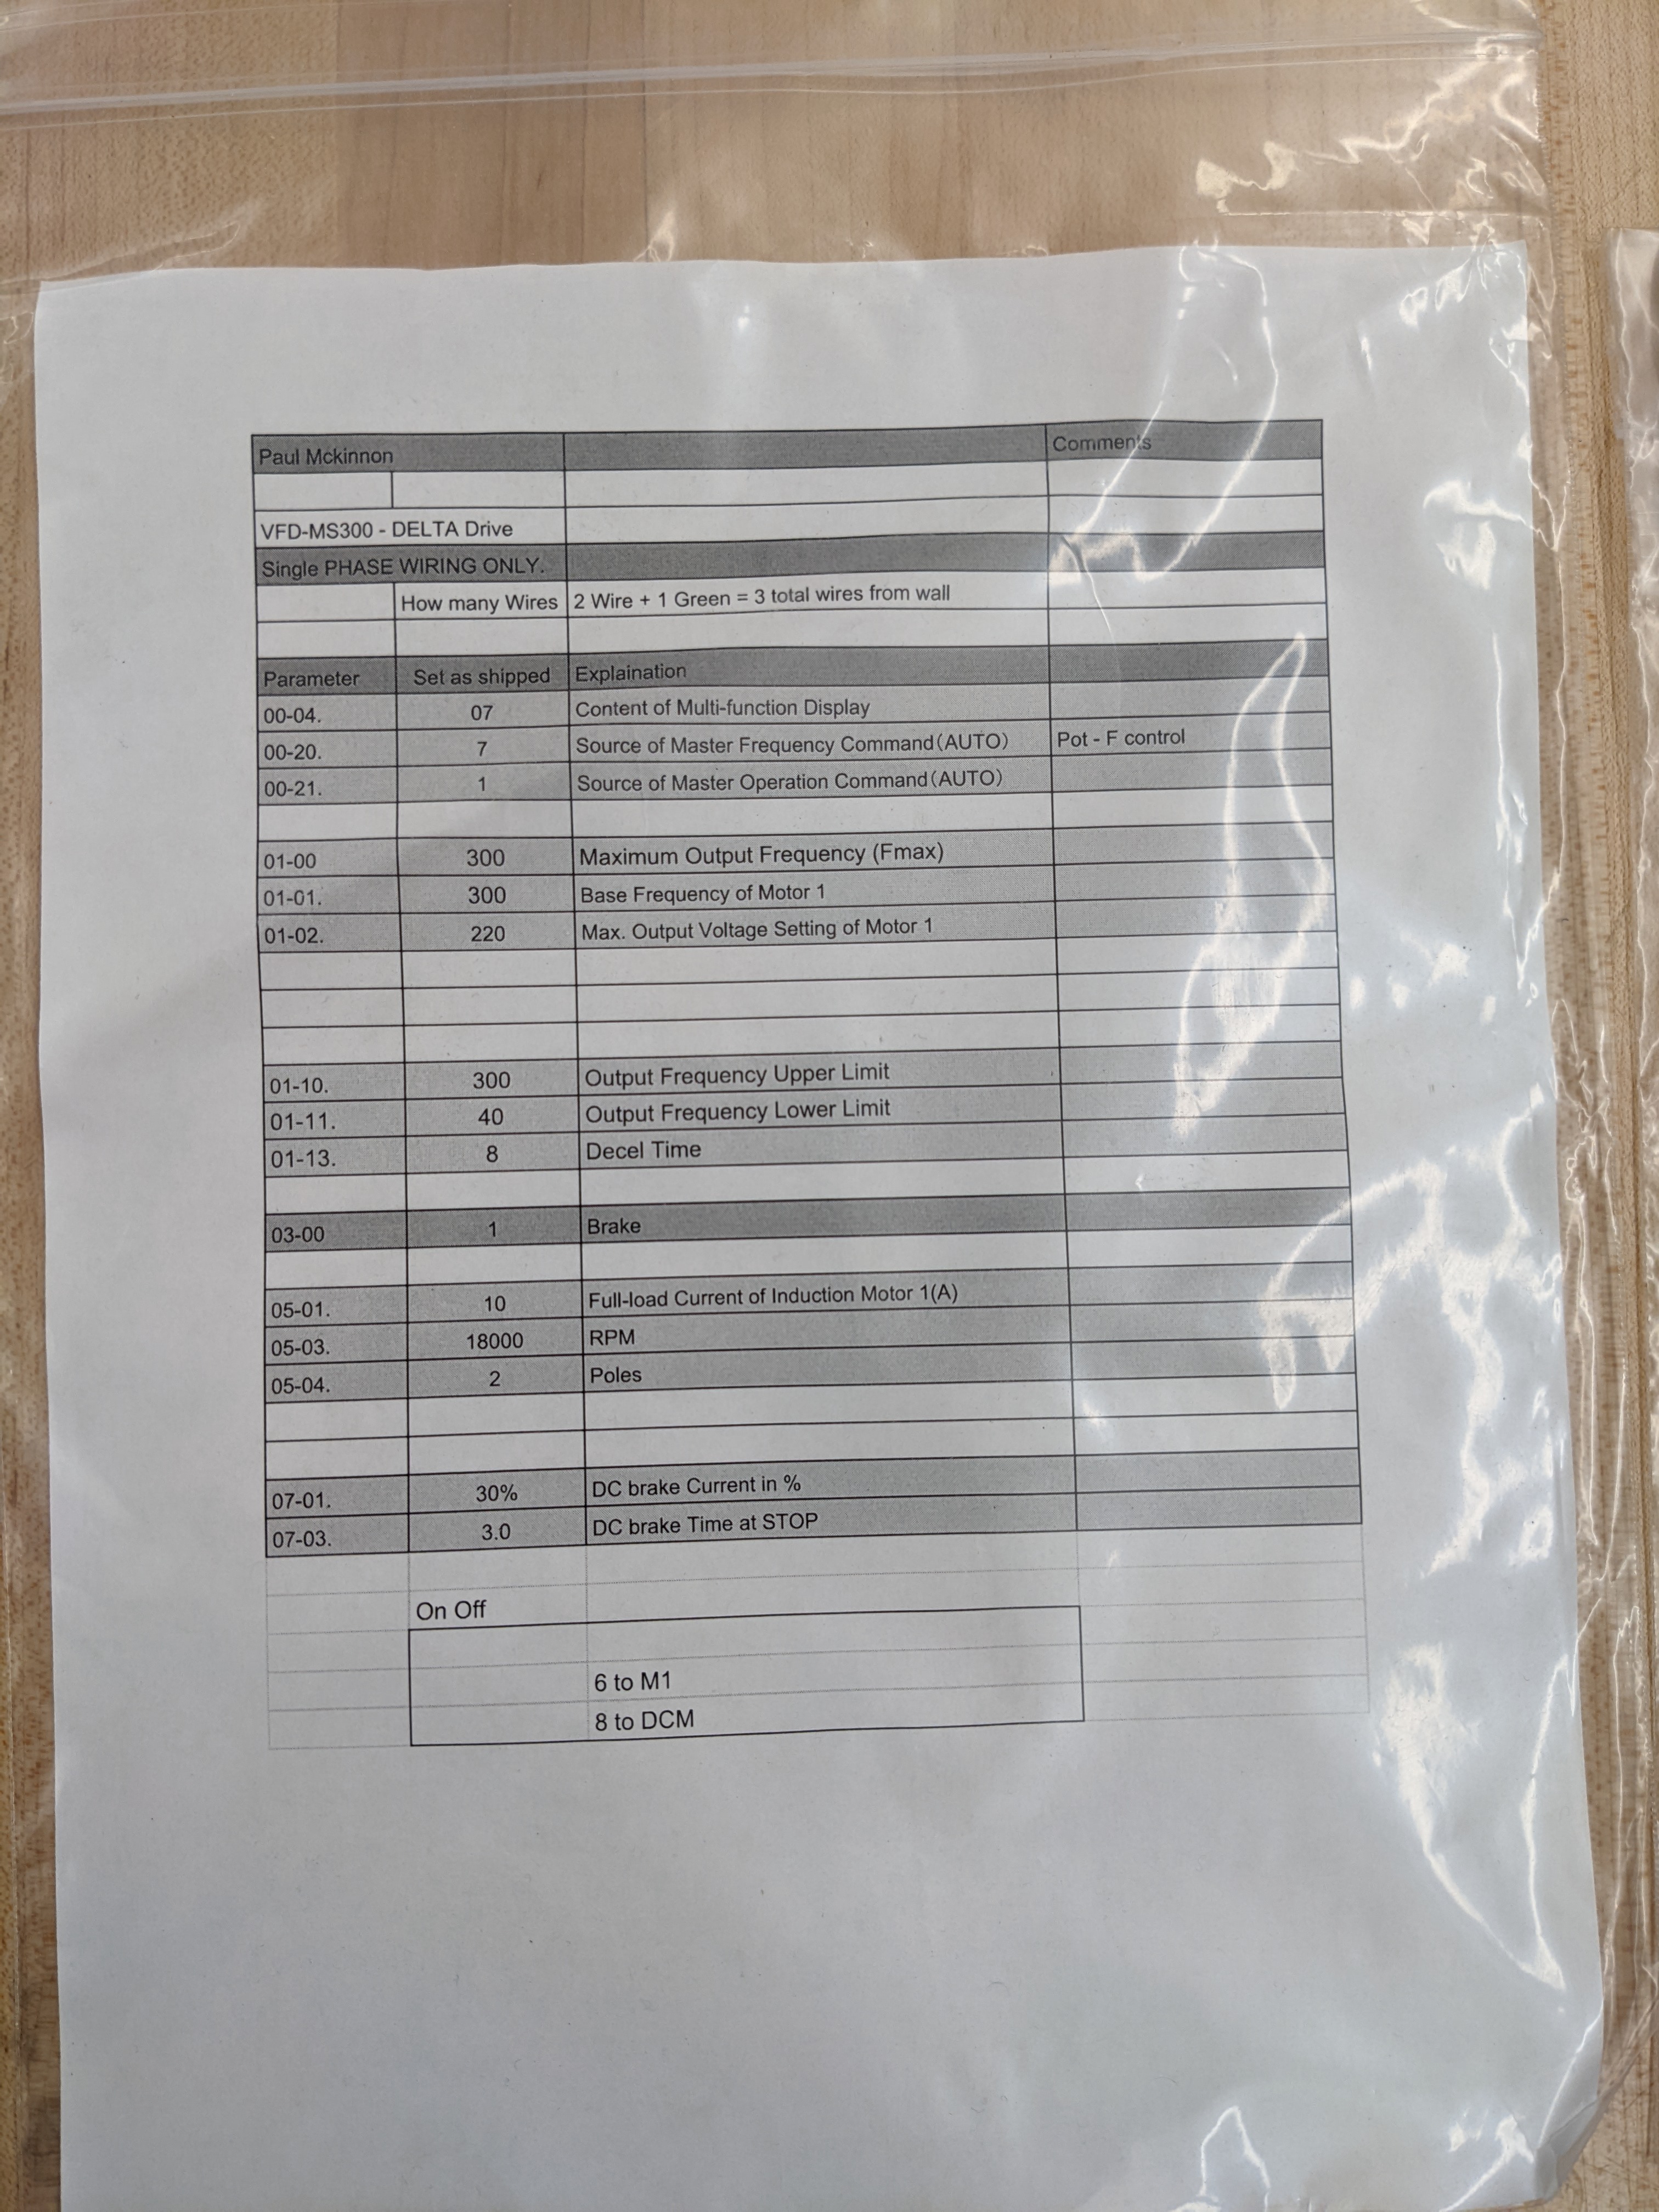 Paul Mckinnon Comments
VFD-MS300 - DELTA Drive
Single PHASE WIRING ONLY.
How many Wires 2 Wire + 1 Green = 3 total wires from wall
Parameter Set as shipped Explaination
00-04. 07 Content of Multi-function Display
00-20. 7 Source of Master Frequency Command(AUTO) Pot - F control
00-21. 1 Source of Master Operation Command(AUTO)
01-00 300 Maximum Output Frequency (Fmax)
01-01. 300 Base Frequency of Motor 1
01-02. 220 Max. Output Voltage Setting of Motor 1
01-10. 300 Output Frequency Upper Limit
01-11. 40 Output Frequency Lower Limit
01-13. 8 Decel Time
03-00 1 Brake
05-01. 10 Full-load Current of Induction Motor 1(A)
05-03. 18000 RPM
05-04. 2 Poles
07-01. 30% DC brake Current in %
07-03. 3.0 DC brake Time at STOP
On Off
6 to M1
8 to DCM